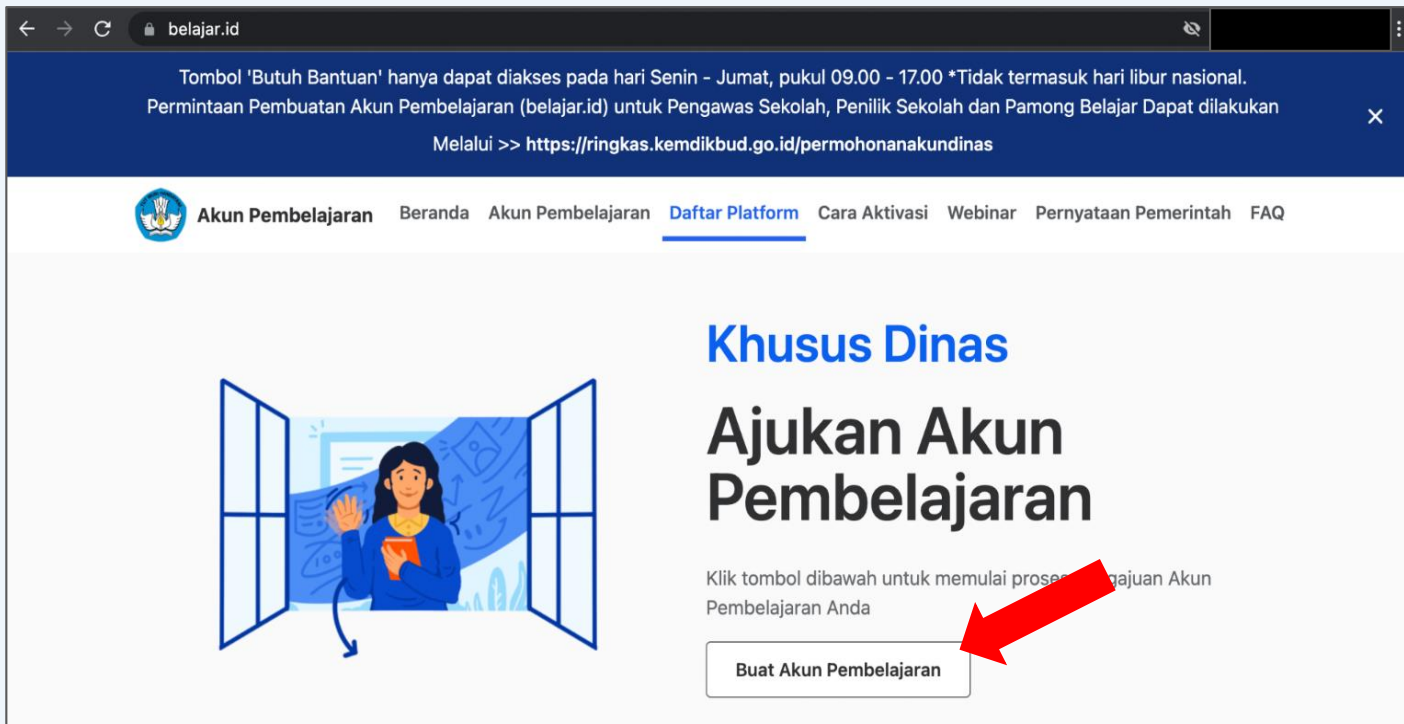 belajar.id
Tombol 'Butuh Bantuan' hanya dapat diakses pada hari Senin - Jumat, pukul 09.00 - 17.00 *Tidak termasuk hari libur nasional.
Permintaan Pembuatan Akun Pembelajaran (belajar.id) untuk Pengawas Sekolah, Penilik Sekolah dan Pamong Belajar Dapat dilakukan
Melalui >> https://ringkas.kemdikbud.go.id/permohonanakundinas
Akun Pembelajaran Beranda Akun Pembelajaran Daftar Platform Cara Aktivasi Webinar Pernyataan Pemerintah FAQ
Khusus Dinas
Ajukan Akun
Pembelajaran
Klik tombol dibawah untuk memulai gajuan Akun
Pembelajaran Anda
Buat Akun Pembelajaran